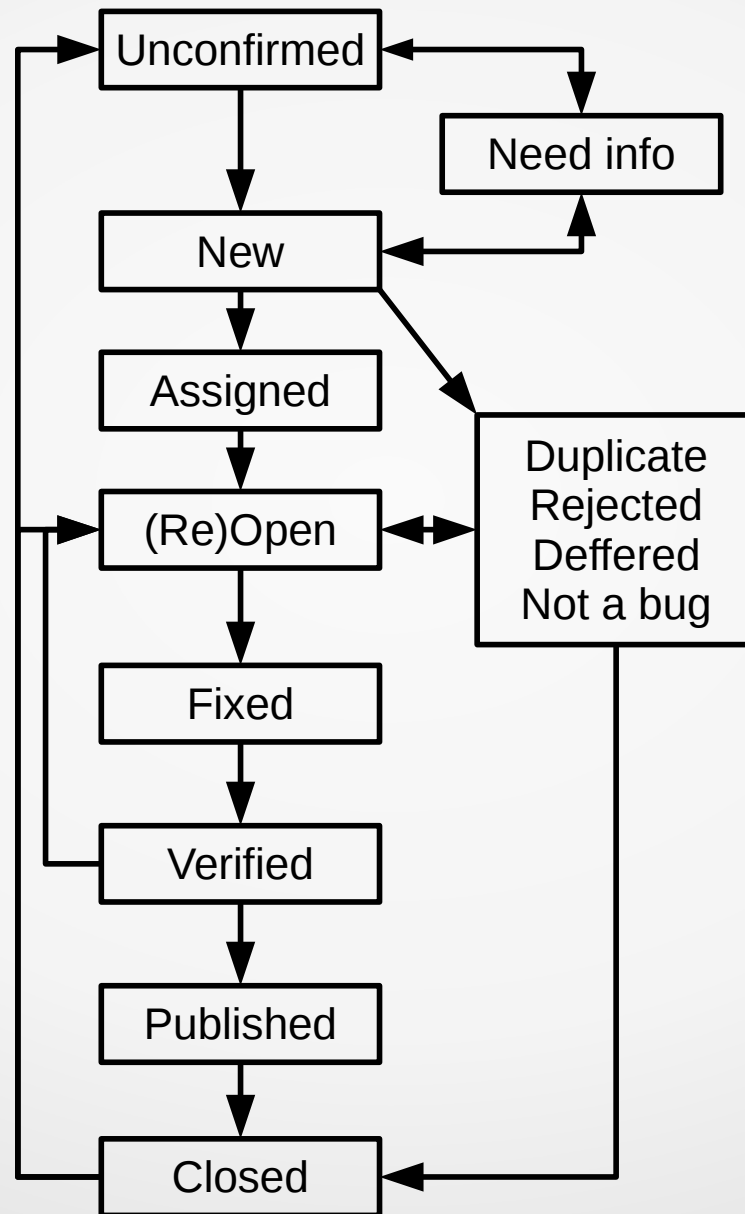 Unconfirmed
Need info
New
Assigned
Duplicate
Rejected
Deffered
Not a bug
(Re)Open
Fixed
Verified
Published
Closed